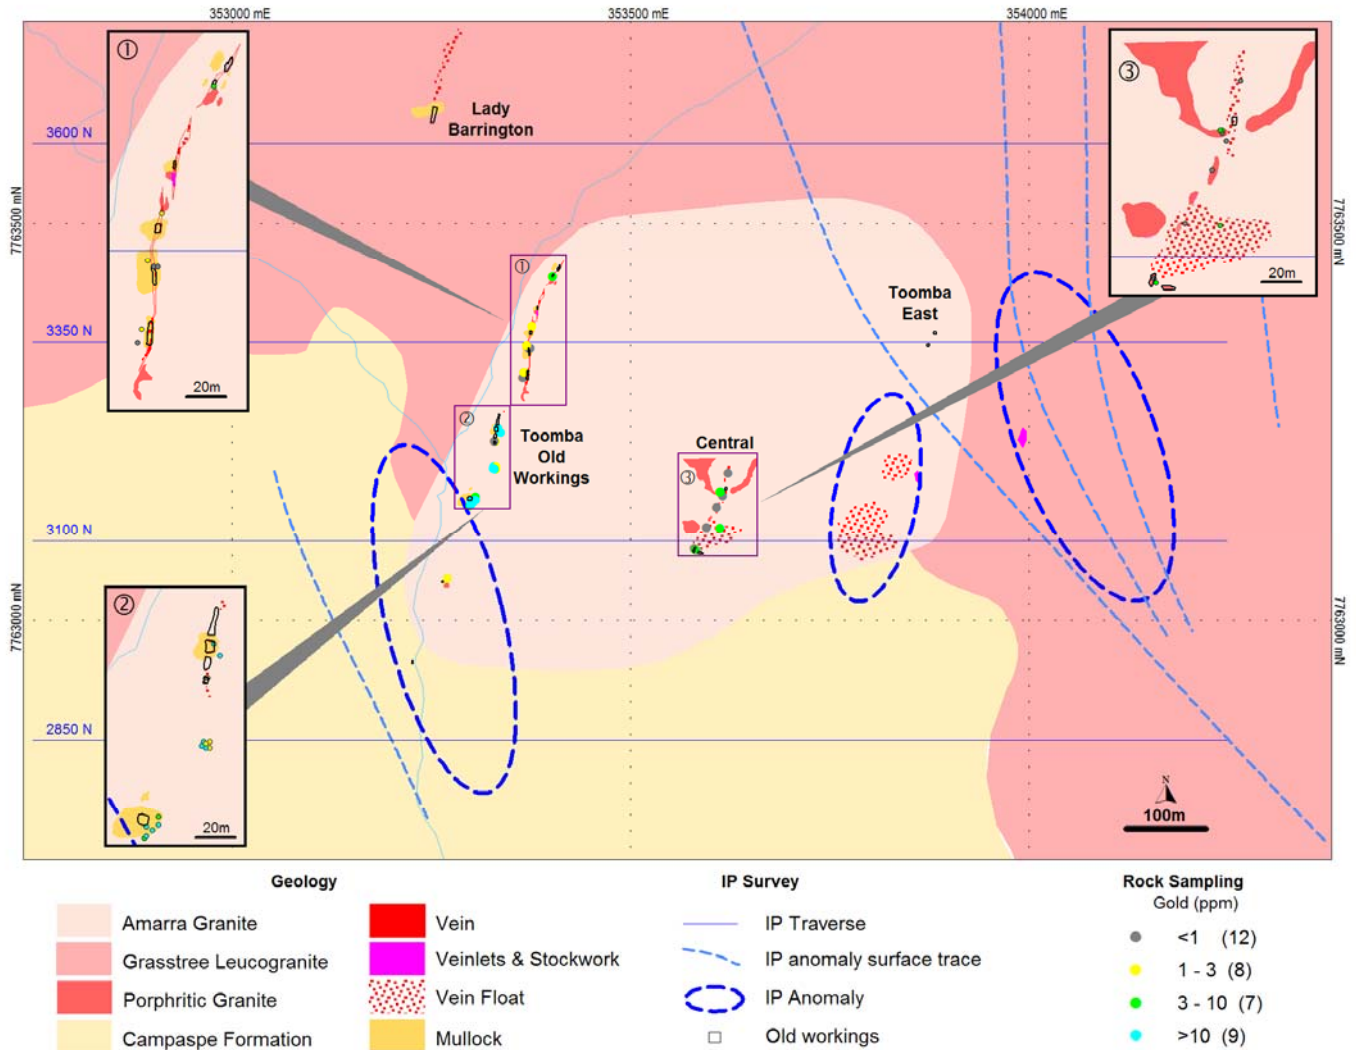 353000 mE
353500 mE
354000 mE
①
③
3600 N
Lady
Barrington
7763500 mN
7763500 mN
20m
20m
①
3350 N
Toomba
East
②
Toomba
Old
Workings
Central
③
3100 N
②
7763000 mN
7763000 mN
2850 N
20m
N
100m
Geology
Amarra Granite
Grasstree Leucogranite
Porphritic Granite
Campaspe Formation
Vein
Veinlets & Stockwork
Vein Float
Mullock
IP Survey
IP Traverse
IP anomaly surface trace
IP Anomaly
Old workings
Rock Sampling
Gold (ppm)
<1 (12)
1 - 3 (8)
3 - 10 (7)
>10 (9)